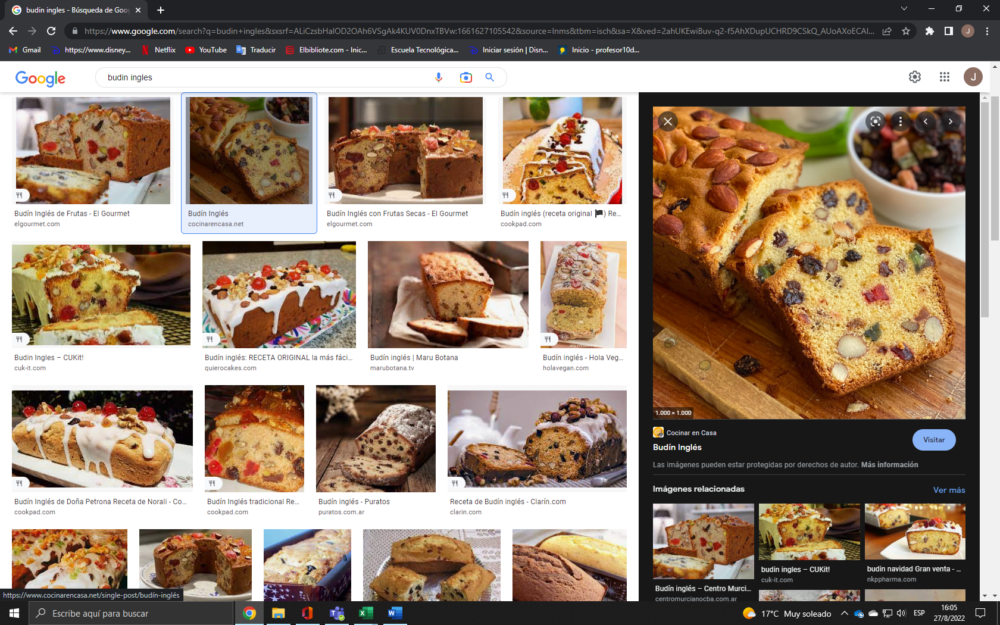 budin ingles - Búsqueda de Goog
https://www.google.com/search?q=budin+ingles&sxsrf=ALiCzsbHalOD2OAh6VSgAk4KUV0DnxTBVw:1661627105542&source=lnms&tbm=isch&sa=X&ved=2ahUKEwiBuv-q2-f5AhXDupUCHRD9CSkQ_AUoAXoECAI...
J
Gmail
https://www.disney...
Netflix
YouTube
Traducir
Elbibliote.com - Inic...
Escuela Tecnológica...
Iniciar sesión | Disn...
Inicio - profesor10d...
Google
budin ingles
J
Budín Inglés de Frutas - El Gourmet
elgourmet.com
Budín Inglés
cocinarencasa.net
Budín Inglés con Frutas Secas - El Gourmet
elgourmet.com
Budín inglés (receta original 🏴) Re...
cookpad.com
Budin Ingles – CUKit!
cuk-it.com
Budín inglés: RECETA ORIGINAL la más fáci...
quierocakes.com
Budín inglés | Maru Botana
marubotana.tv
Budín inglés - Hola Veg...
holavegan.com
Budín Inglés de Doña Petrona Receta de Norali - Co...
cookpad.com
Budín Inglés tradicional Re...
cookpad.com
Budín inglés - Puratos
puratos.com.ar
Receta de Budín inglés - Clarín.com
clarin.com
1.000 × 1.000
Cocinar en Casa
Budín Inglés
Visitar
Las imágenes pueden estar protegidas por derechos de autor. Más información
Imágenes relacionadas
Ver más
Budín inglés – Centro Murci...
centromurcianocba.com.ar
budin ingles – CUKit!
cuk-it.com
budin navidad Gran venta - ...
nkppharma.com
https://www.cocinarencasa.net/single-post/budín-inglés
Escribe aquí para buscar
17°C Muy soleado
ESP
16:05
27/8/2022